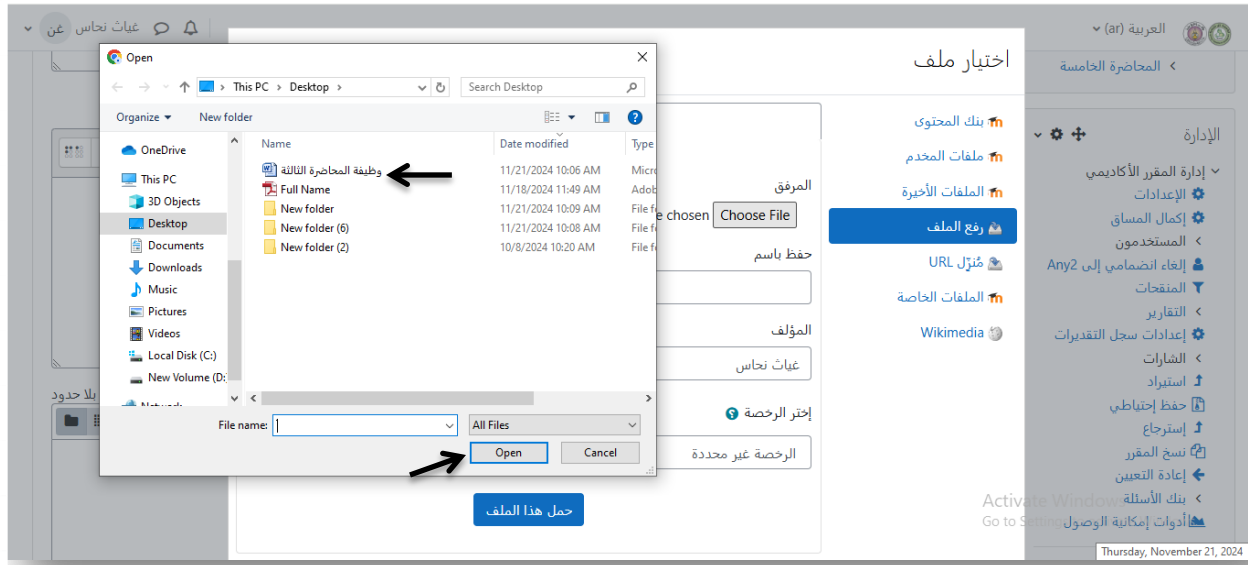 غياث نحاس غن
العربية ‎(ar)‎
Open
This PC > Desktop >
Search Desktop
Organize
New folder
OneDrive
This PC
3D Objects
Desktop
Documents
Downloads
Music
Pictures
Videos
Local Disk (C:)
New Volume (D:
Network
Name Date modified Type
وظيفة المحاضرة الثالثة 11/21/2024 10:06 AM Micro
Full Name 11/18/2024 11:49 AM Adob
New folder 11/21/2024 10:09 AM File f
New folder (6) 11/21/2024 10:08 AM File f
New folder (2) 10/8/2024 10:20 AM File f
File name:
All Files
Open Cancel
اختيار ملف
بنك المحتوى
ملفات المخدم
الملفات الأخيرة
رفع الملف
مُنزِّل URL
الملفات الخاصة
Wikimedia
المرفق
Choose File
e chosen
حفظ باسم
المؤلف
غياث نحاس
إختر الرخصة
الرخصة غير محددة
حمل هذا الملف
بلا حدود
المحاضرة الخامسة
الإدارة
إدارة المقرر الأكاديمي
الإعدادات
إكمال المساق
المستخدمون
إلغاء انضمامي إلى Any2
المنقحات
التقارير
إعدادات سجل التقديرات
الشارات
استيراد
حفظ إحتياطي
إسترجاع
نسخ المقرر
إعادة التعيين
بنك الأسئلة
أدوات إمكانية الوصول
Activate Windows
Go to Settings
Thursday, November 21, 2024